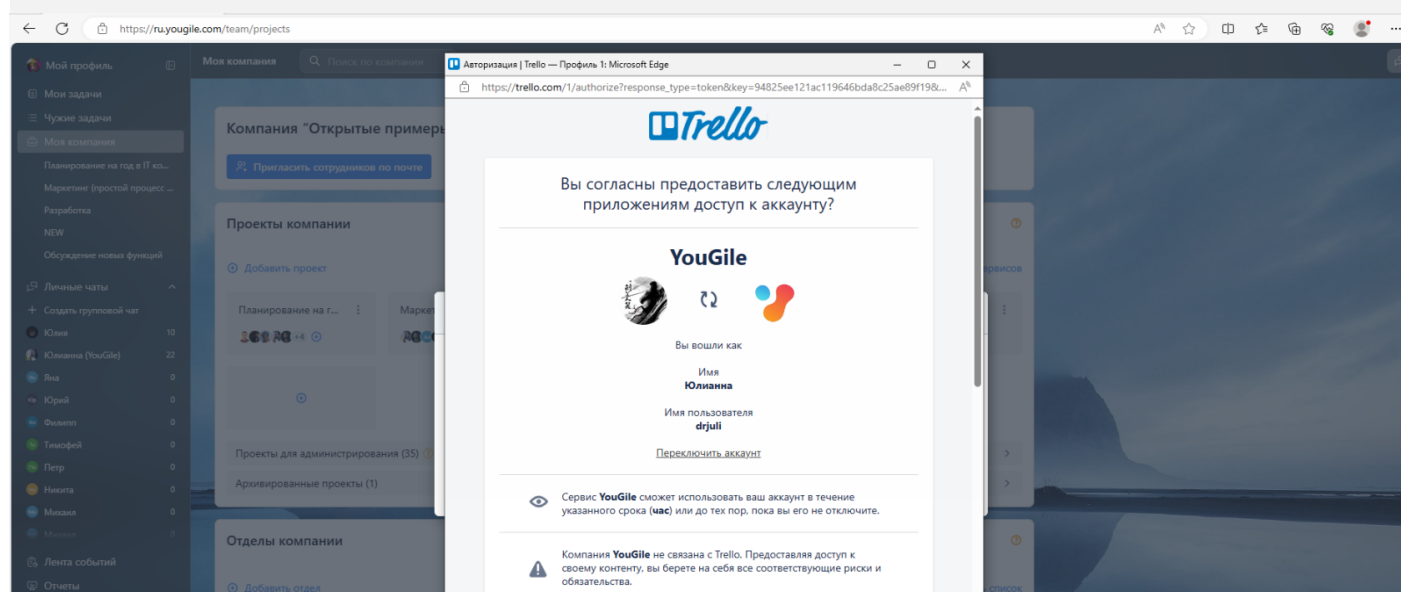 https://ru.yougile.com/team/projects
Мой профиль
Мои задачи
Чужие задачи
Моя компания
Планирование на год в IT ко...
Маркетинг (простой процесс ...
Разработка
NEW
Обсуждение новых функций
Личные чаты
Создать групповой чат
Юлия 10
Юлианна (YouGile) 22
Яна 0
Юрий 0
Филипп 0
Тимофей 0
Петр 0
Никита 0
Михаил 0
Лента событий
Отчеты
Моя компания
Поиск по компании
Компания "Открытые примеры
Пригласить сотрудников по почте
Проекты компании
Добавить проект
рвисов
Планирование на г...
Маркет
+4
Проекты для администрирования (35)
Архивированные проекты (1)
Отделы компании
Добавить отдел
список
Авторизация | Trello — Профиль 1: Microsoft Edge
https://trello.com/1/authorize?response_type=token&key=94825ee121ac119646bda8c25ae89f19&...
Trello
Вы согласны предоставить следующим
приложениям доступ к аккаунту?
YouGile
Вы вошли как
Имя
Юлианна
Имя пользователя
drjuli
Переключить аккаунт
Сервис YouGile сможет использовать ваш аккаунт в течение
указанного срока (час) или до тех пор, пока вы его не отключите.
Компания YouGile не связана с Trello. Предоставляя доступ к
своему контенту, вы берете на себя все соответствующие риски и
обязательства.